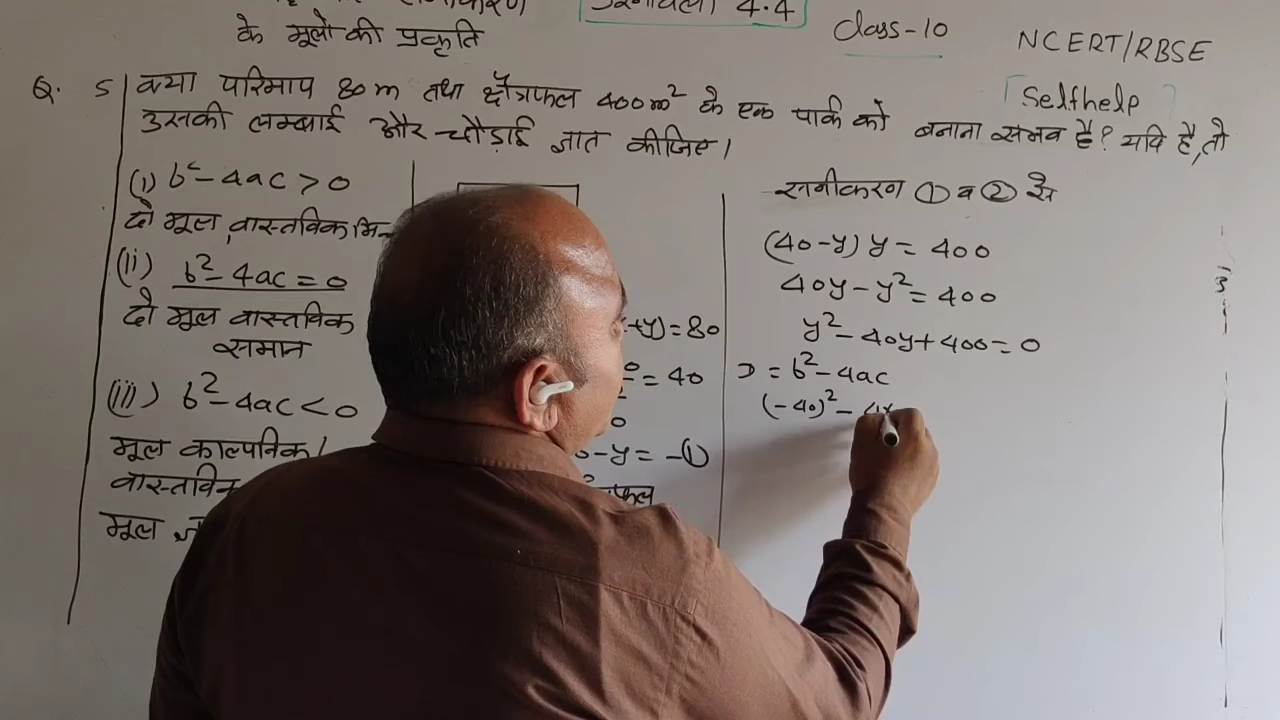 के मूलो की प्रकृति
4.4
Class-10
NCERT/RBSE
Selfhelp
Q. 5 क्या परिमाप 80 m तथा क्षेत्रफल 400 m² के एक पार्क को बनाना सभव है? यदि है, तो
उसकी लम्बाई और चौड़ाई ज्ञात कीजिए।
(i) b² - 4ac > 0
दो मूल, वास्तविक
(ii) b² - 4ac = 0
दो मूल वास्तविक
समान
(iii) b² - 4ac < 0
मूल काल्पनिक
मूल
+y) = 80
= 40
- y = -①
समीकरण ① व ② से
(40-y) y = 400
40y - y² = 400
y² - 40y + 400 = 0
D = b² - 4ac
(-40)² - 4x